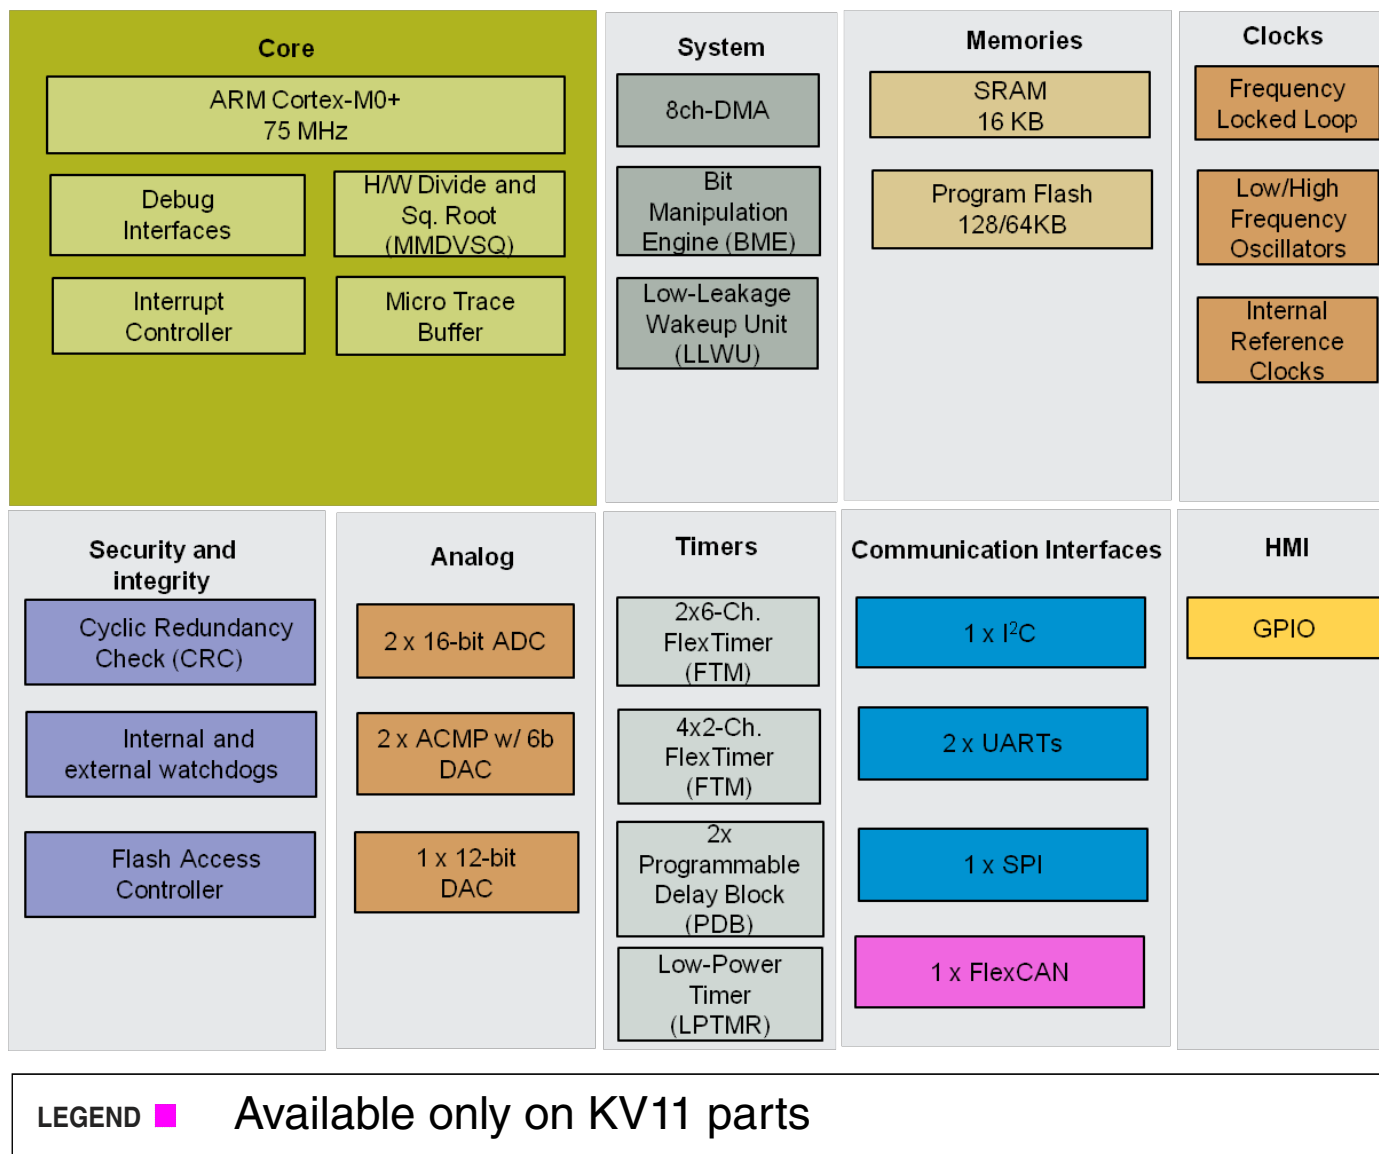 Core
ARM Cortex-M0+
75 MHz
Debug
Interfaces
H/W Divide and
Sq. Root
(MMDVSQ)
Interrupt
Controller
Micro Trace
Buffer
System
8ch-DMA
Bit
Manipulation
Engine (BME)
Low-Leakage
Wakeup Unit
(LLWU)
Memories
SRAM
16 KB
Program Flash
128/64KB
Clocks
Frequency
Locked Loop
Low/High
Frequency
Oscillators
Internal
Reference
Clocks
Security and
integrity
Cyclic Redundancy
Check (CRC)
Internal and
external watchdogs
Flash Access
Controller
Analog
2 x 16-bit ADC
2 x ACMP w/ 6b
DAC
1 x 12-bit
DAC
Timers
2x6-Ch.
FlexTimer
(FTM)
4x2-Ch.
FlexTimer
(FTM)
2x
Programmable
Delay Block
(PDB)
Low-Power
Timer
(LPTMR)
Communication Interfaces
1 x I²C
2 x UARTs
1 x SPI
1 x FlexCAN
HMI
GPIO
LEGEND Available only on KV11 parts